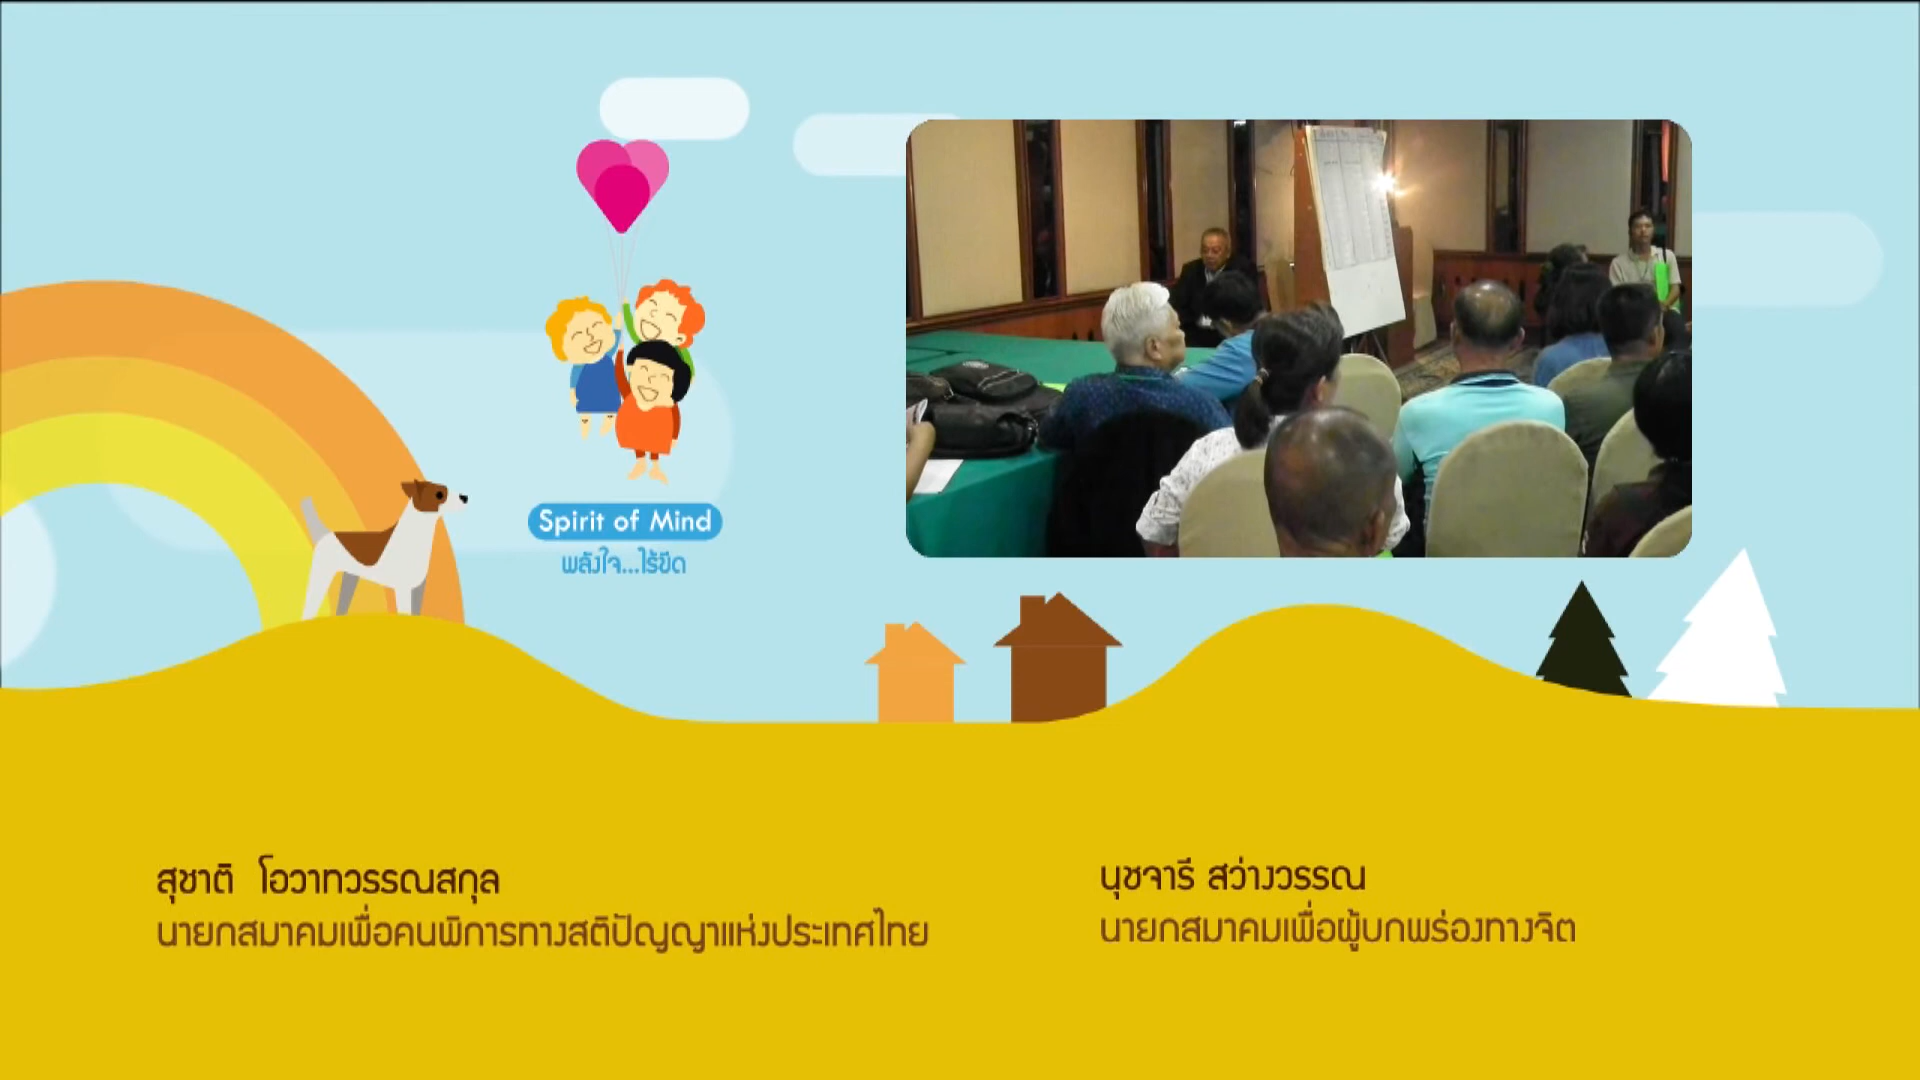 Spirit of Mind
พลังใจ...ไร้ขีด
สุชาติ โอวาทวรรณสกุล
นายกสมาคมเพื่อคนพิการทางสติปัญญาแห่งประเทศไทย
นุชจารี สว่างวรรณ
นายกสมาคมเพื่อผู้บกพร่องทางจิต